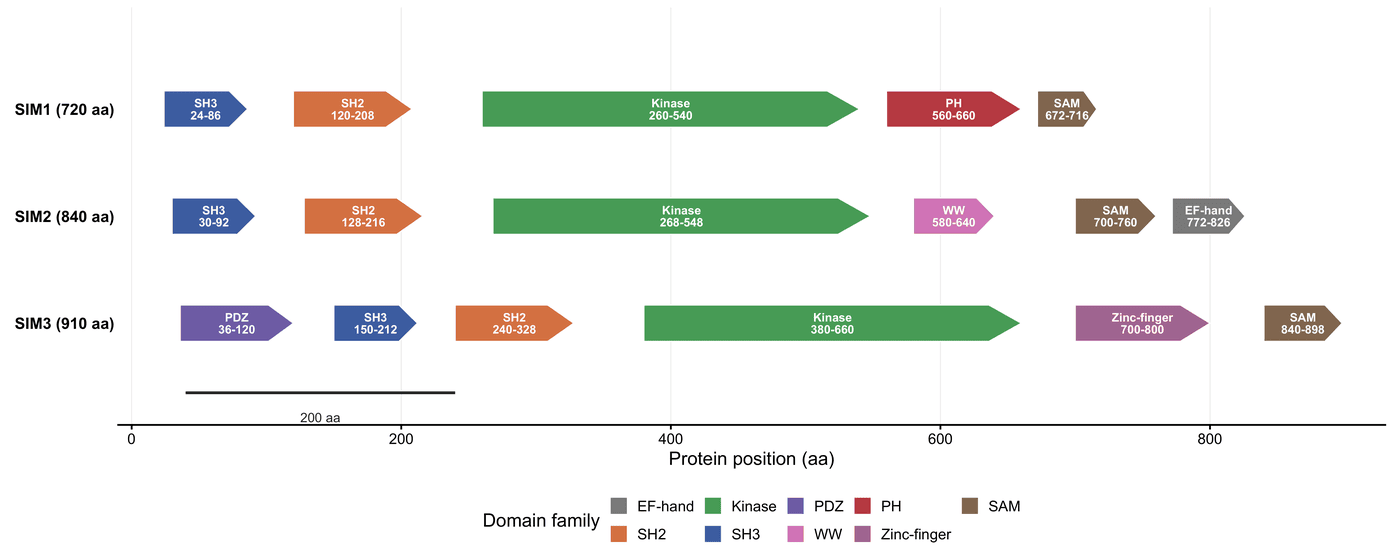 SIM1 (720 aa)
SH3
24-86
SH2
120-208
Kinase
260-540
PH
560-660
SAM
672-716
SIM2 (840 aa)
SH3
30-92
SH2
128-216
Kinase
268-548
WW
580-640
SAM
700-760
EF-hand
772-826
SIM3 (910 aa)
PDZ
36-120
SH3
150-212
SH2
240-328
Kinase
380-660
Zinc-finger
700-800
SAM
840-898
200 aa
0 200 400 600 800
Protein position (aa)
Domain family
EF-hand Kinase PDZ PH SAM
SH2 SH3 WW Zinc-finger